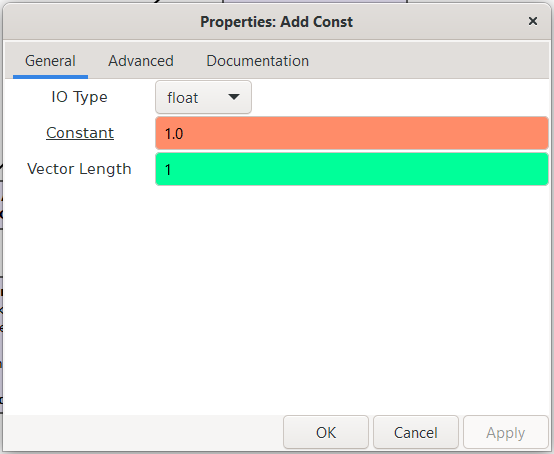 Properties: Add Const ×
General Advanced Documentation
IO Type float
Constant 1.0
Vector Length 1
OK Cancel Apply